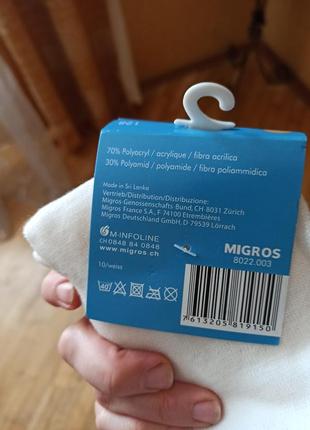 70% Polyacryl / acrylique / fibra acrilica
30% Polyamid / polyamide / fibra poliammidica
Made in Sri Lanka
Vertrieb/Distribution/Distribuzione:
Migros Genossenschafts Bund, CH 8031 Zürich
Migros France S.A., F 74100 Etrembières
Migros Deutschland GmbH, D 79539 Lörrach
M-INFOLINE
CH 0848 84 0848
www.migros.ch
MIGROS
8022.003
10/weiss
40
7613205819150